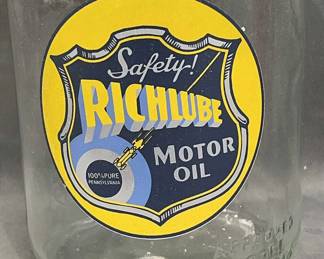 Safety!
RICHLUBE
MOTOR
OIL
100% PURE
PENNSYLVANIA